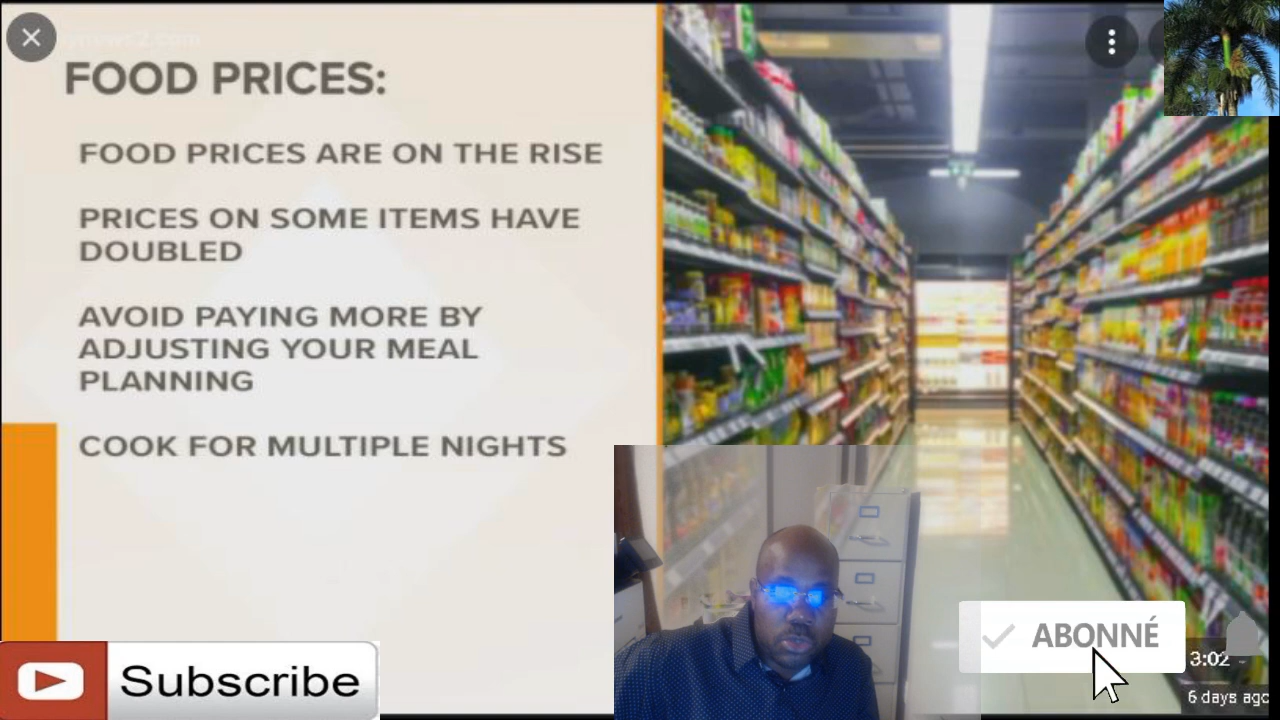 FOOD PRICES:
FOOD PRICES ARE ON THE RISE
PRICES ON SOME ITEMS HAVE
DOUBLED
AVOID PAYING MORE BY
ADJUSTING YOUR MEAL
PLANNING
COOK FOR MULTIPLE NIGHTS
Subscribe
ABONNÉ
3:02
6 days ago